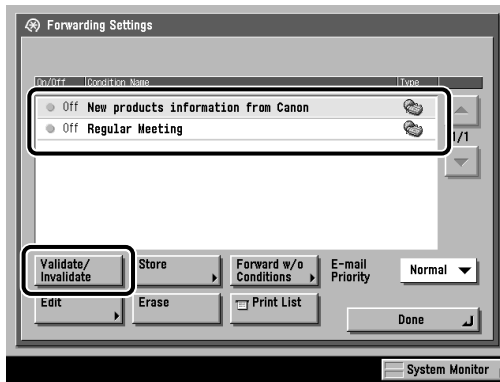 Forwarding Settings
On/Off Condition Name Type
Off New products information from Canon
Off Regular Meeting
1/1
Validate/ Store Forward w/o E-mail Normal
Invalidate Conditions Priority
Edit Erase Print List
Done
System Monitor